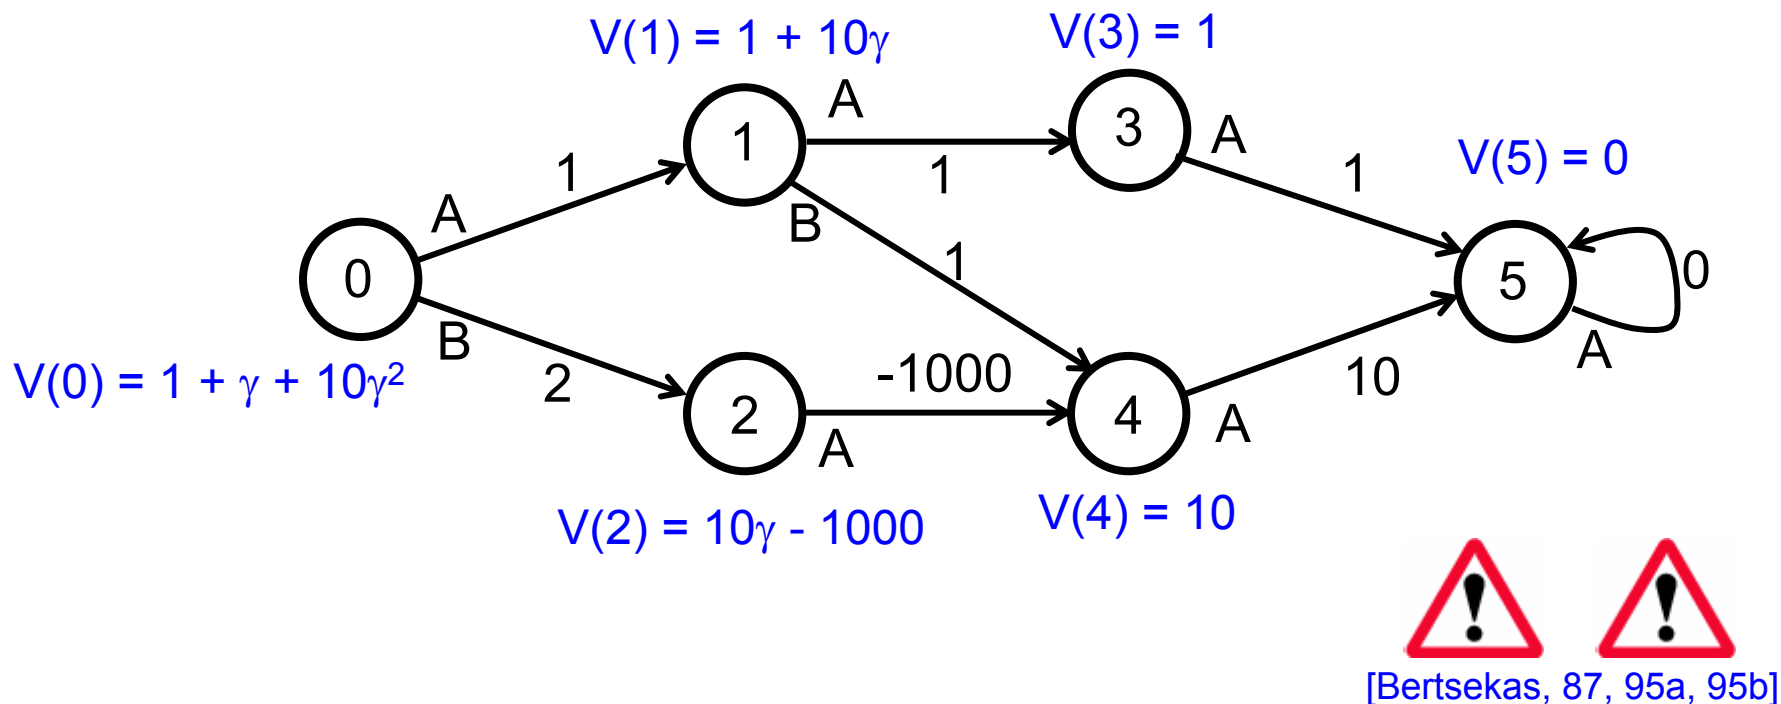 V(1) = 1 + 10γ
V(3) = 1
A
1
A
V(5) = 0
1
3
A
1
1
A
1
B
0
1
5
0
B
A
V(0) = 1 + γ + 10γ²
2
-1000
10
2
A
4
A
V(2) = 10γ - 1000
V(4) = 10
! !
[Bertsekas, 87, 95a, 95b]